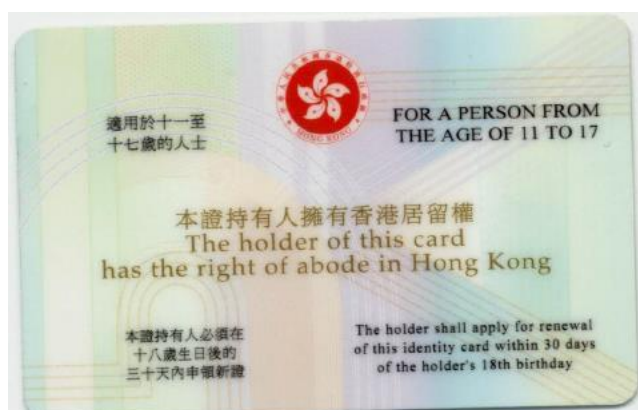 適用於十一至
十七歲的人士
HONG KONG
FOR A PERSON FROM
THE AGE OF 11 TO 17
本證持有人擁有香港居留權
The holder of this card
has the right of abode in Hong Kong
本證持有人必須在
十八歲生日後的
三十天內申領新證
The holder shall apply for renewal
of this identity card within 30 days
of the holder's 18th birthday